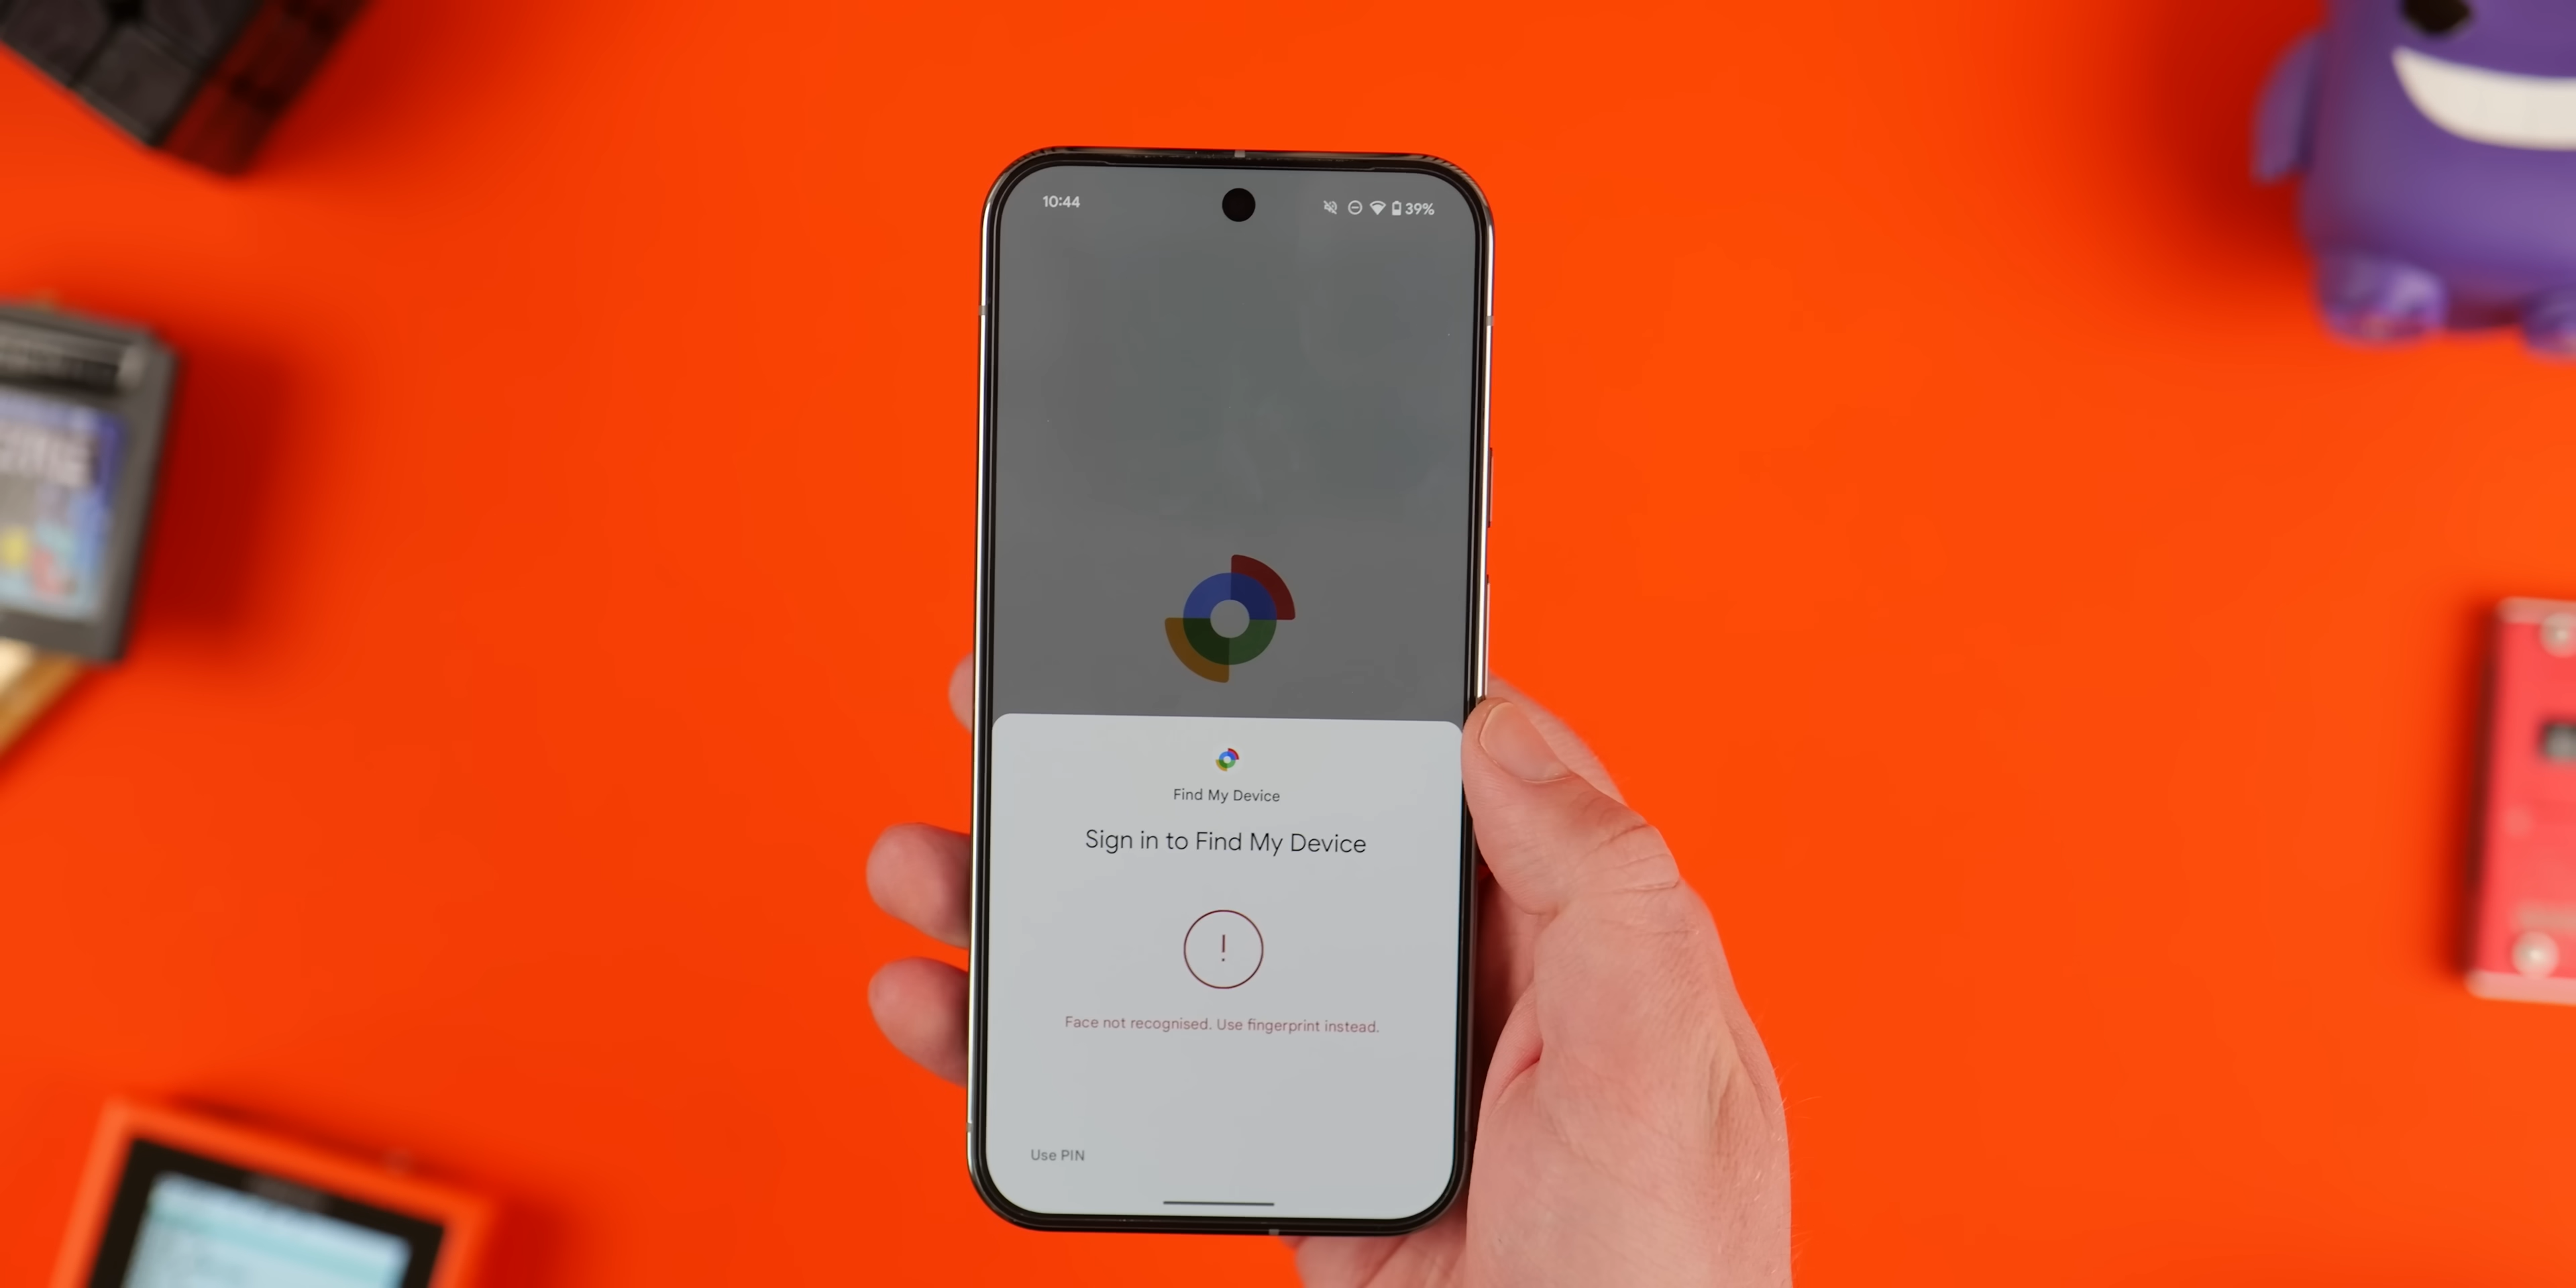 10:44
39%
Find My Device
Sign in to Find My Device
!
Face not recognised. Use fingerprint instead.
Use PIN